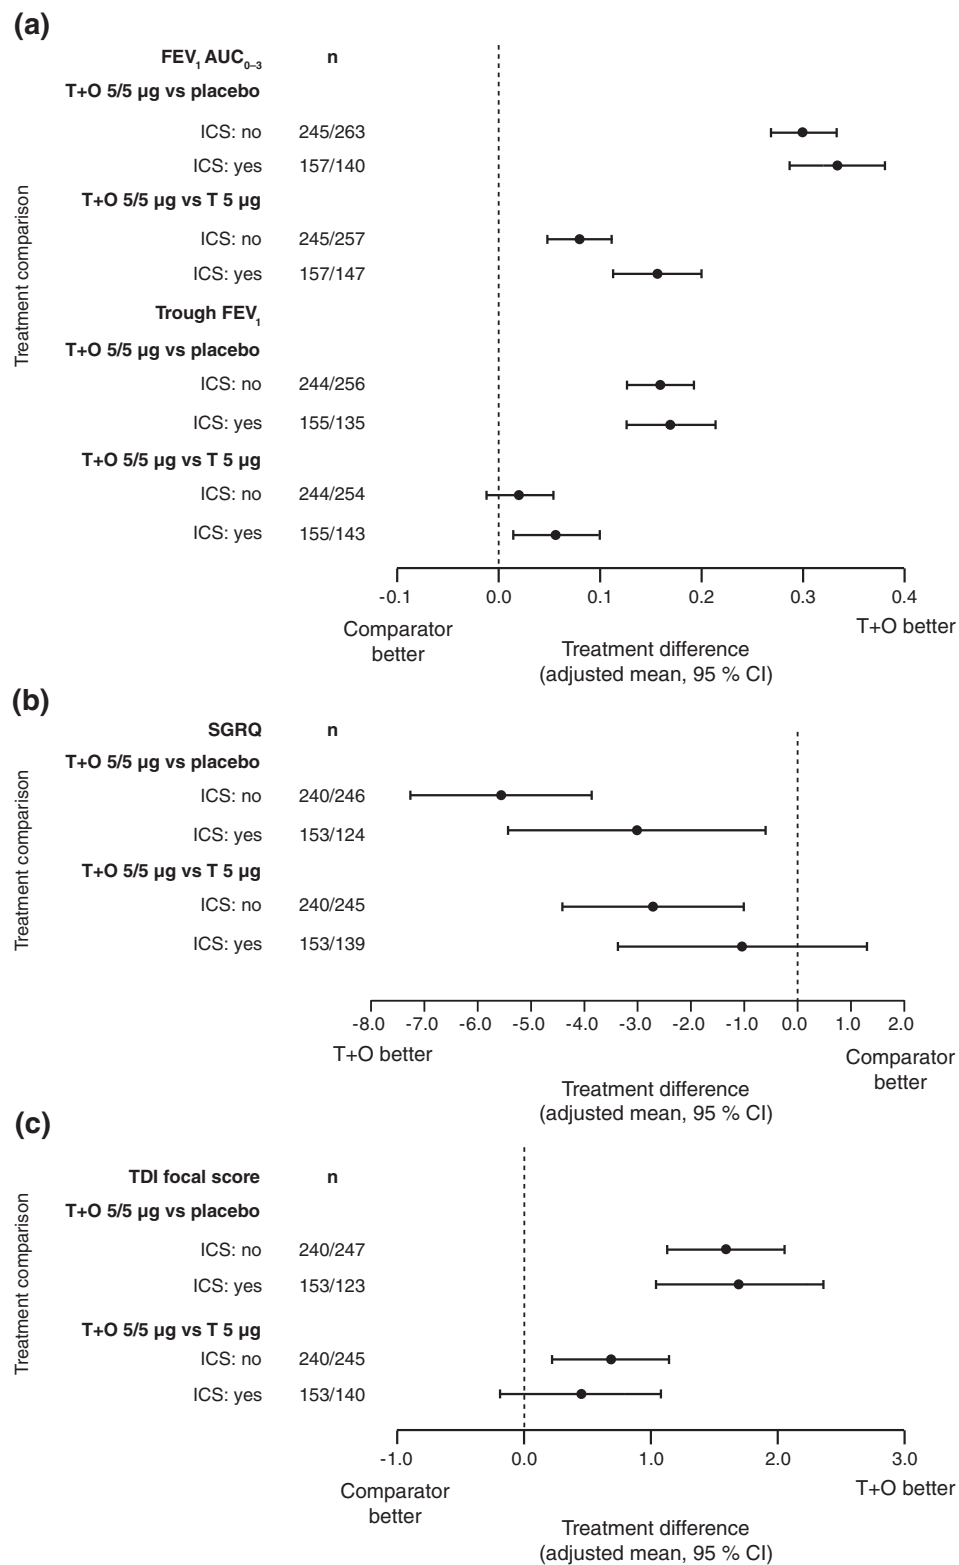 (a)
FEV₁ AUC₀₋₃ n
T+O 5/5 µg vs placebo
ICS: no 245/263
ICS: yes 157/140
T+O 5/5 µg vs T 5 µg
ICS: no 245/257
ICS: yes 157/147
Trough FEV₁
T+O 5/5 µg vs placebo
ICS: no 244/256
ICS: yes 155/135
T+O 5/5 µg vs T 5 µg
ICS: no 244/254
ICS: yes 155/143
Treatment comparison
-0.1 0.0 0.1 0.2 0.3 0.4
Comparator
better
T+O better
Treatment difference
(adjusted mean, 95 % CI)
(b)
SGRQ n
T+O 5/5 µg vs placebo
ICS: no 240/246
ICS: yes 153/124
T+O 5/5 µg vs T 5 µg
ICS: no 240/245
ICS: yes 153/139
Treatment comparison
-8.0 -7.0 -6.0 -5.0 -4.0 -3.0 -2.0 -1.0 0.0 1.0 2.0
T+O better
Comparator
better
Treatment difference
(adjusted mean, 95 % CI)
(c)
TDI focal score n
T+O 5/5 µg vs placebo
ICS: no 240/247
ICS: yes 153/123
T+O 5/5 µg vs T 5 µg
ICS: no 240/245
ICS: yes 153/140
Treatment comparison
-1.0 0.0 1.0 2.0 3.0
Comparator
better
T+O better
Treatment difference
(adjusted mean, 95 % CI)